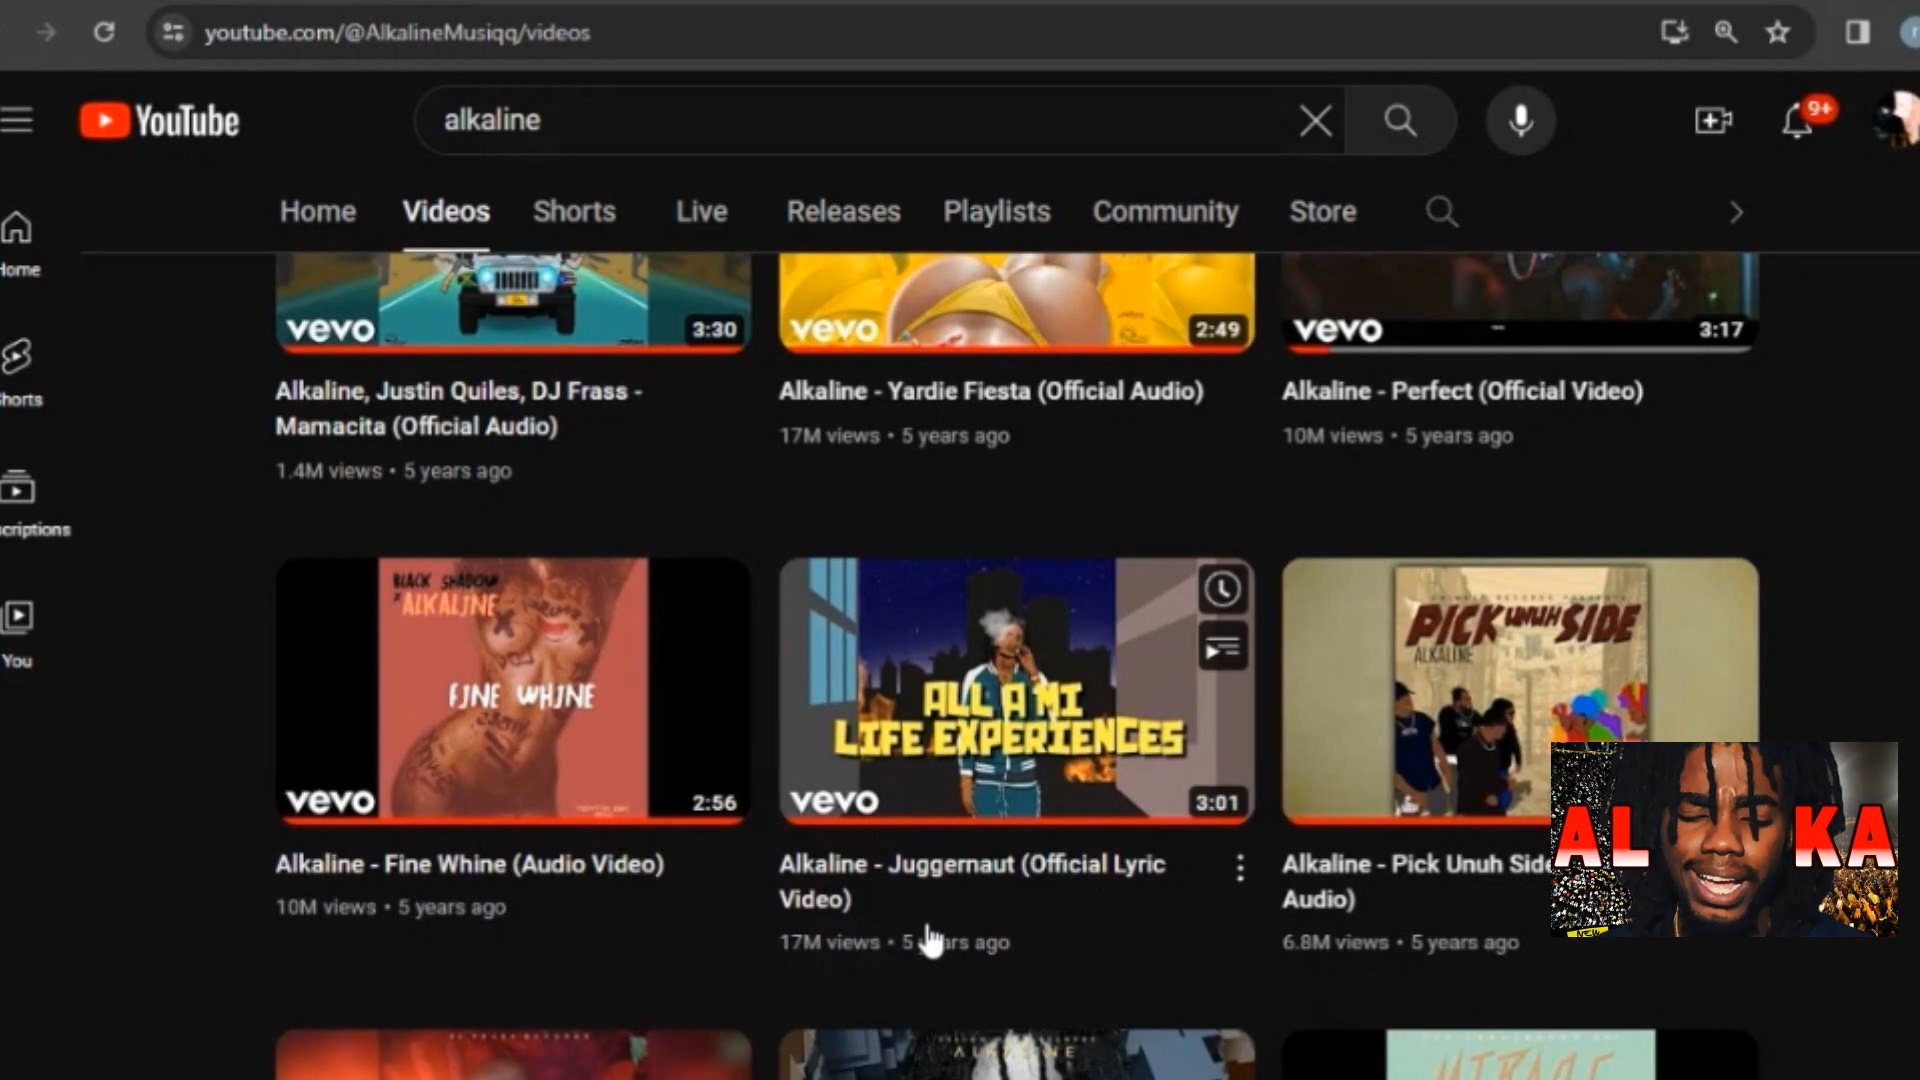 youtube.com/@AlkalineMusiqq/videos
r
YouTube
alkaline
9+
Home
Videos
Shorts
Live
Releases
Playlists
Community
Store
Home
Shorts
criptions
You
vevo
3:30
vevo
2:49
vevo
3:17
Alkaline, Justin Quiles, DJ Frass -
Mamacita (Official Audio)
1.4M views • 5 years ago
Alkaline - Yardie Fiesta (Official Audio)
17M views • 5 years ago
Alkaline - Perfect (Official Video)
10M views • 5 years ago
BLACK SHADOW
ALKALINE
FINE WHINE
vevo
2:56
ALL A MI
LIFE EXPERIENCES
vevo
3:01
PICK UNUH SIDE
ALKALINE
Alkaline - Fine Whine (Audio Video)
10M views • 5 years ago
Alkaline - Juggernaut (Official Lyric
Video)
17M views • 5 ars ago
Alkaline - Pick Unuh Side
Audio)
6.8M views • 5 years ago
AL KA
NEW
ALKALINE